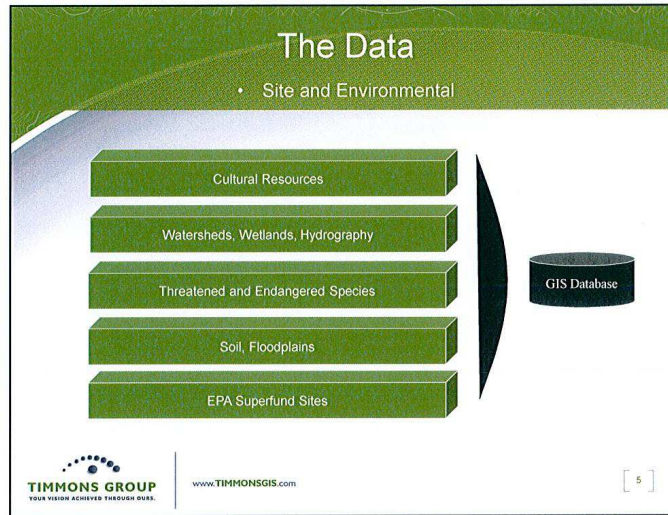 The Data
• Site and Environmental
Cultural Resources
Watersheds, Wetlands, Hydrography
Threatened and Endangered Species
Soil, Floodplains
EPA Superfund Sites
GIS Database
TIMMONS GROUP
YOUR VISION ACHIEVED THROUGH OURS.
www.TIMMONSGIS.com
[ 5 ]